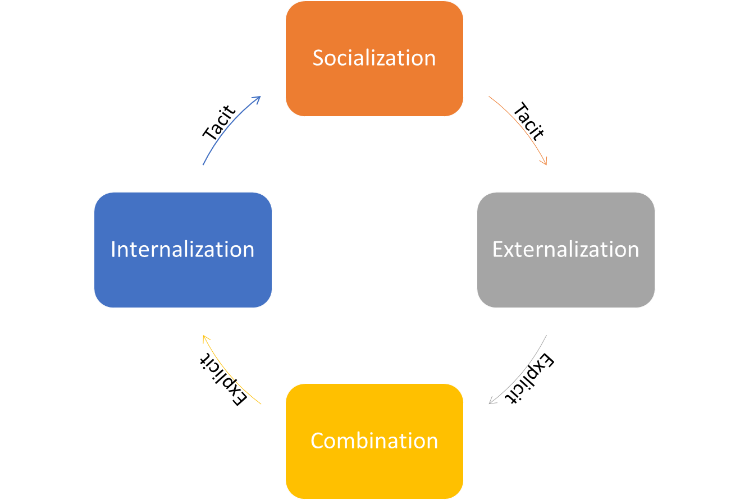 Socialization
Tacit
Tacit
Internalization
Externalization
Explicit
Explicit
Combination